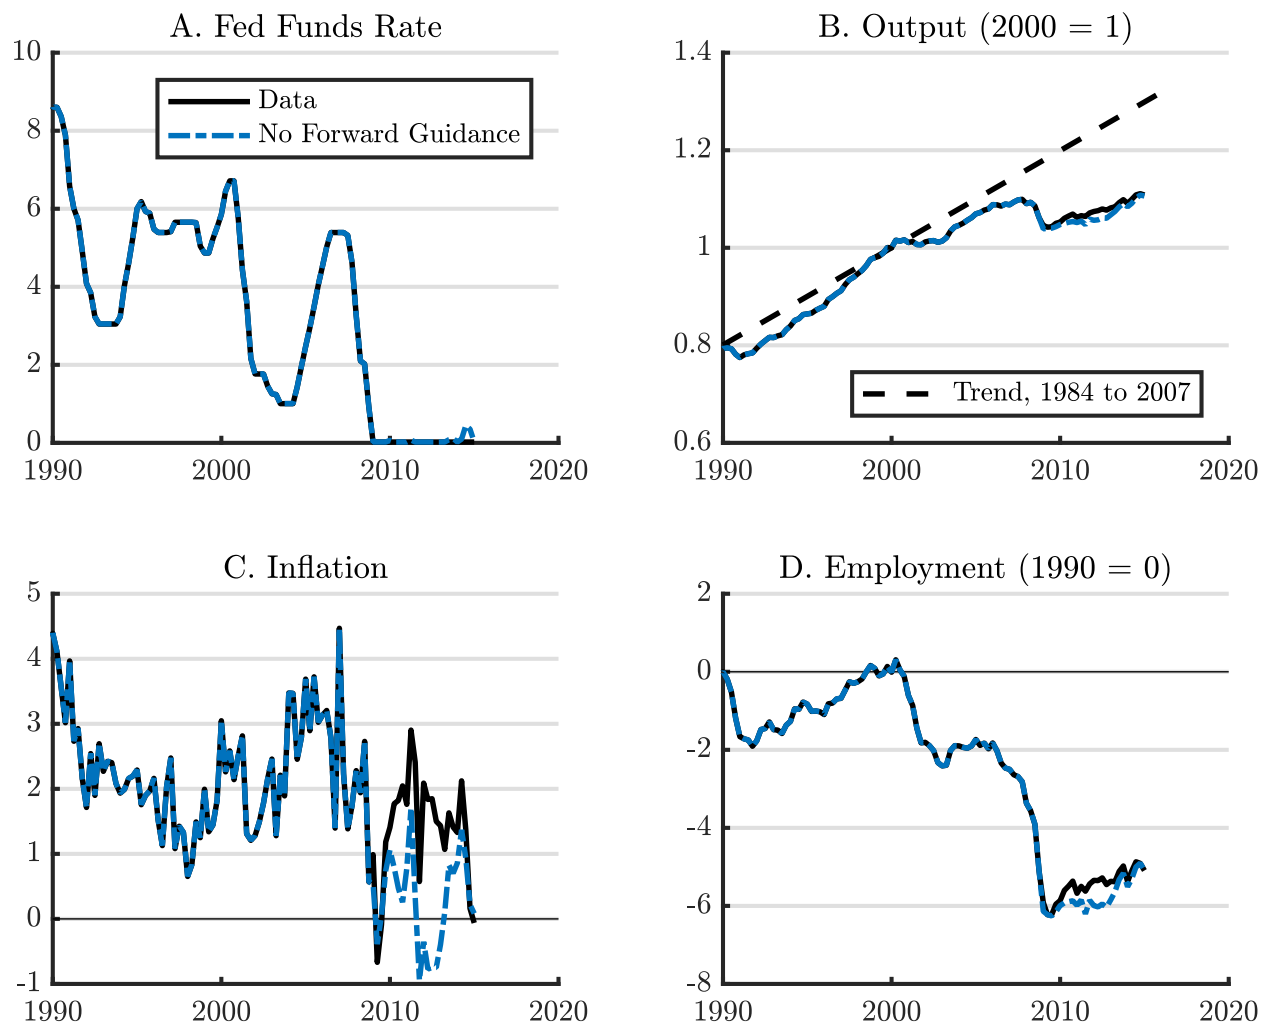 A. Fed Funds Rate
10
8
6
4
2
0
1990 2000 2010 2020
Data
No Forward Guidance
B. Output (2000 = 1)
1.4
1.2
1
0.8
0.6
1990 2000 2010 2020
Trend, 1984 to 2007
C. Inflation
5
4
3
2
1
0
-1
1990 2000 2010 2020
D. Employment (1990 = 0)
2
0
-2
-4
-6
-8
1990 2000 2010 2020